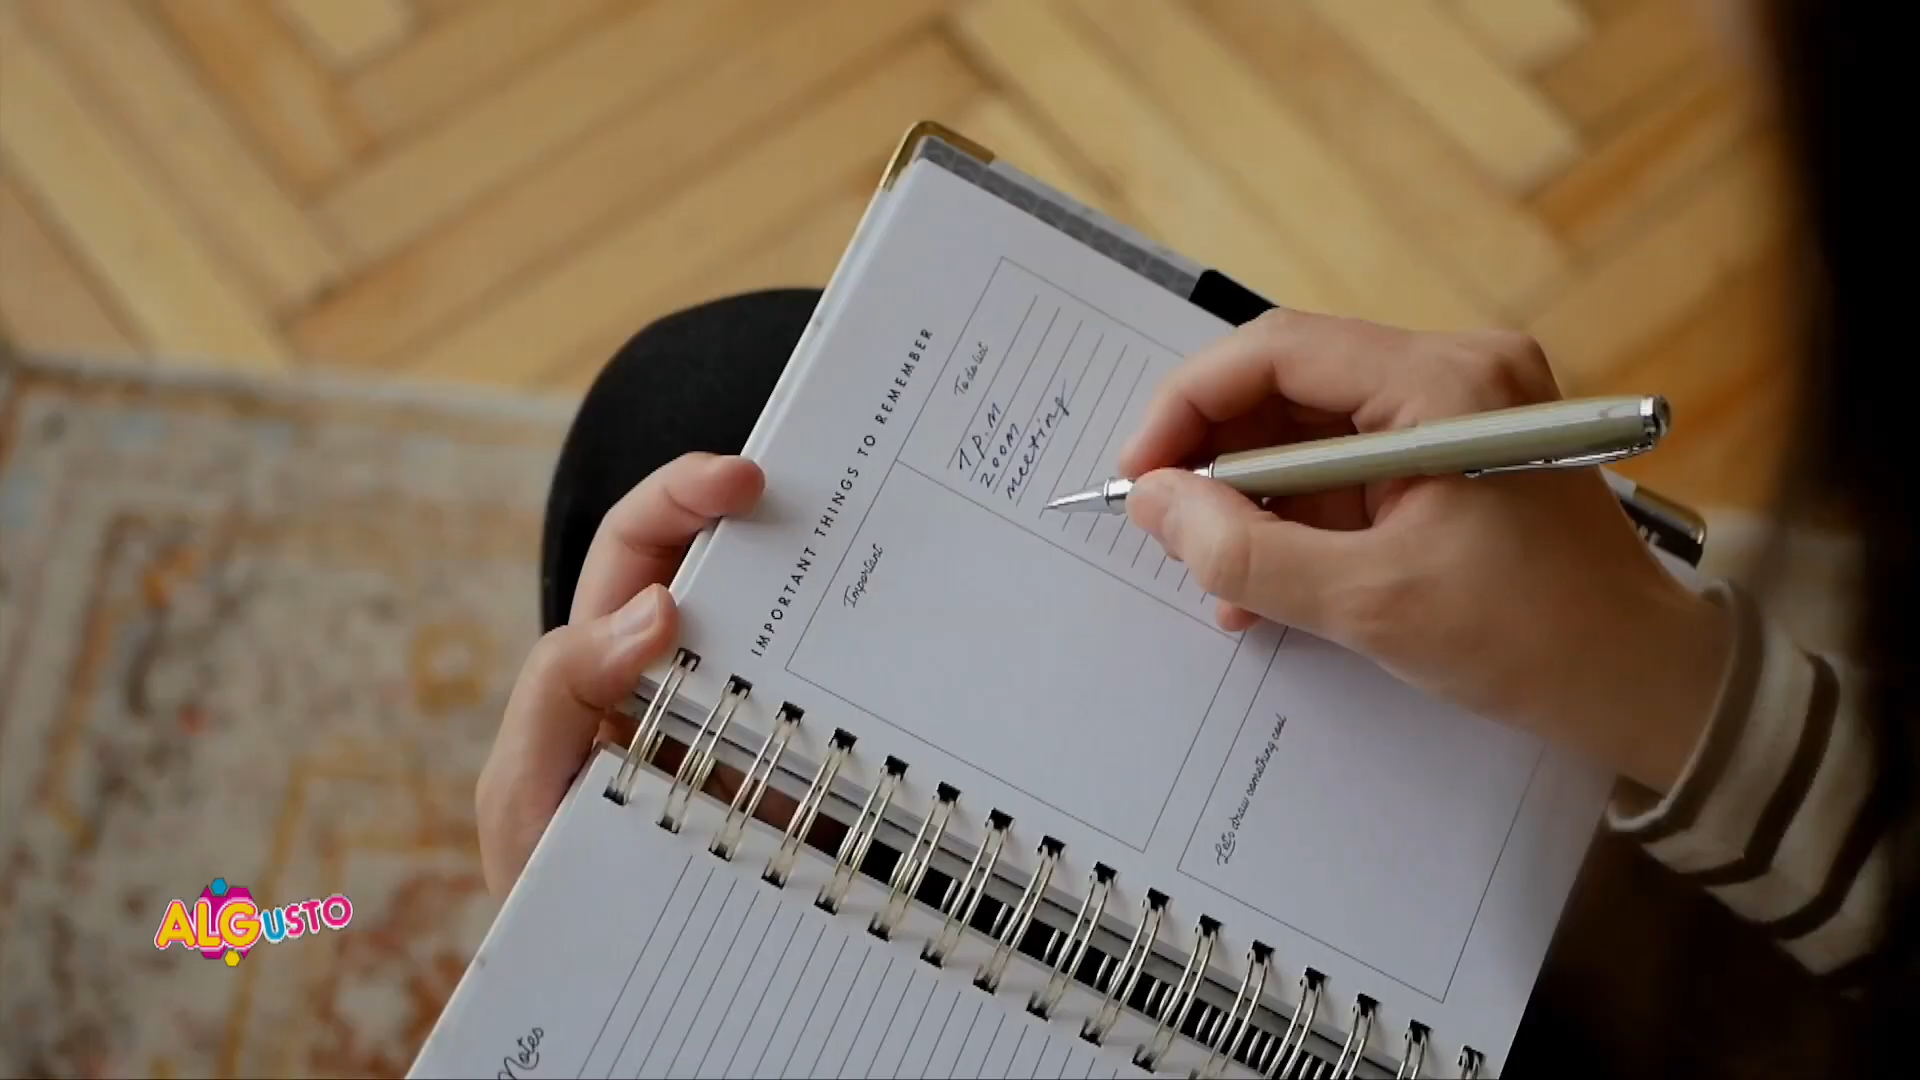 IMPORTANT THINGS TO REMEMBER
To do list
1 p.m
zoom
meeting
Important
Let's draw something cool
Notes
ALGUSTO